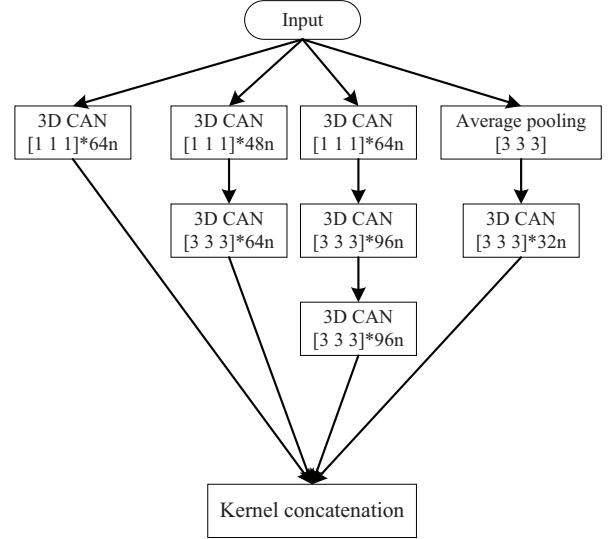 Input
3D CAN
[1 1 1]*64n
3D CAN
[1 1 1]*48n
3D CAN
[1 1 1]*64n
Average pooling
[3 3 3]
3D CAN
[3 3 3]*64n
3D CAN
[3 3 3]*96n
3D CAN
[3 3 3]*32n
3D CAN
[3 3 3]*96n
Kernel concatenation